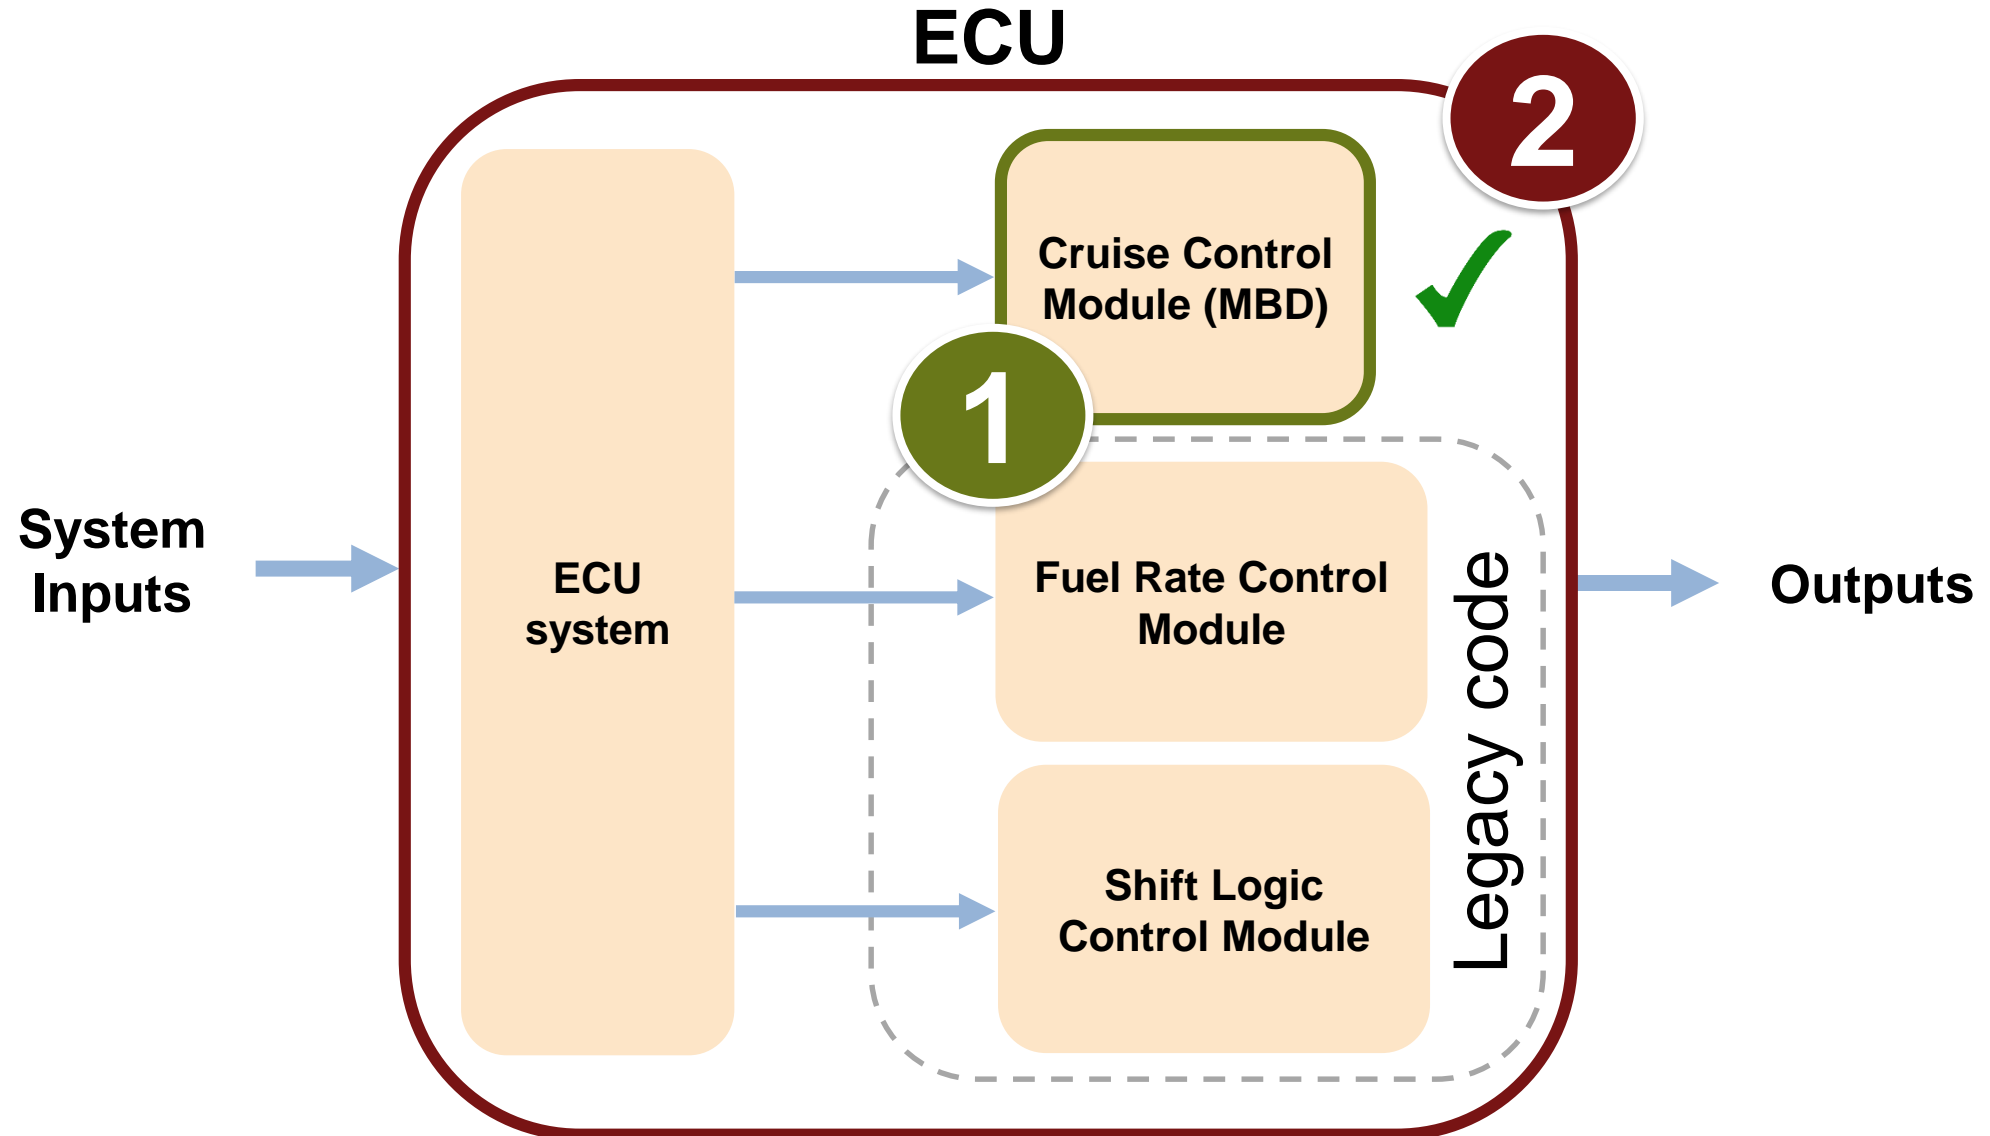 ECU
2
Cruise Control
Module (MBD)
1
System
Inputs
ECU
system
Fuel Rate Control
Module
Legacy code
Outputs
Shift Logic
Control Module